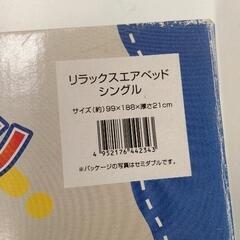 リラックスエアベッド
シングル
サイズ(約)99×188×厚さ21cm
4 952176 442343
※パッケージの写真はセミダブルです。